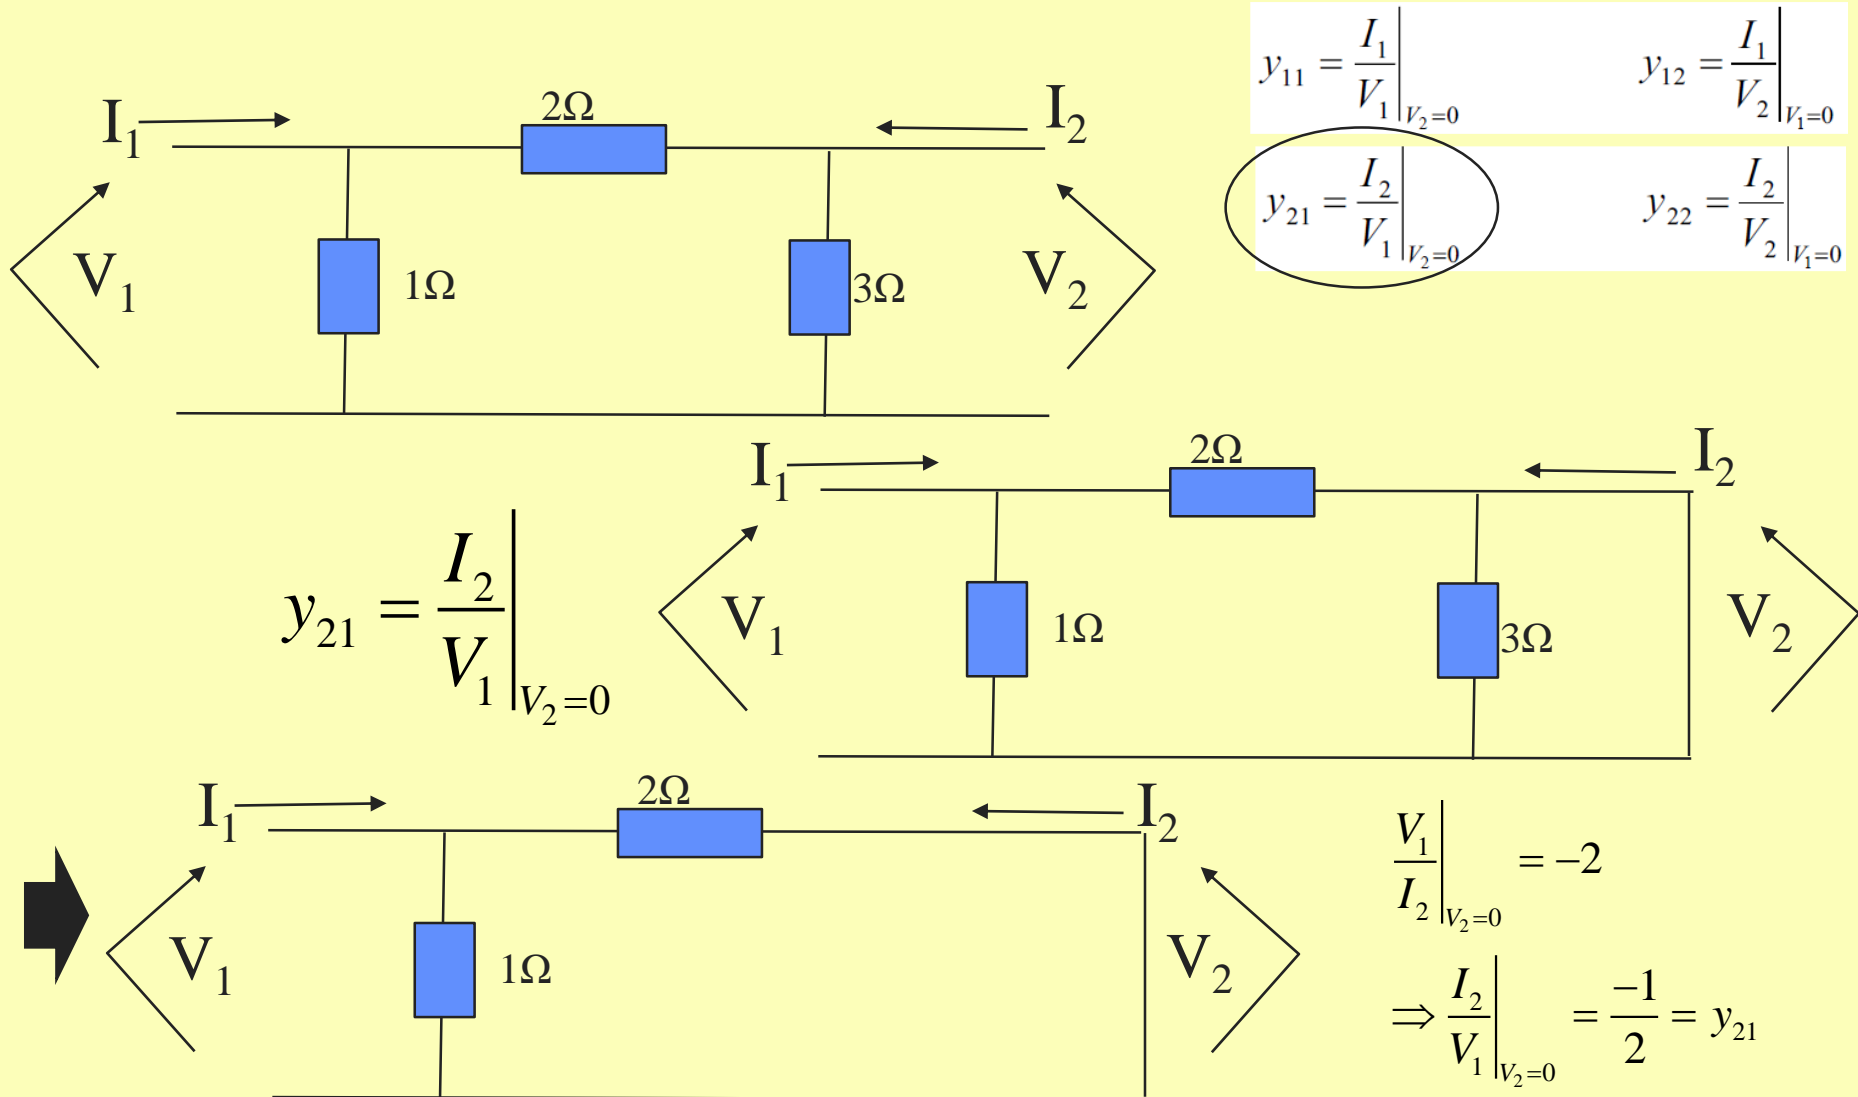 y₁₁ = I₁/V₁ |V₂=0
y₁₂ = I₁/V₂ |V₁=0
y₂₁ = I₂/V₁ |V₂=0
y₂₂ = I₂/V₂ |V₁=0
I₁
2Ω
I₂
V₁
1Ω
3Ω
V₂
I₁
2Ω
I₂
y₂₁ = I₂/V₁ |V₂=0
V₁
1Ω
3Ω
V₂
I₁
2Ω
I₂
V₁
1Ω
V₂
V₁/I₂ |V₂=0 = −2
⇒ I₂/V₁ |V₂=0 = −1/2 = y₂₁